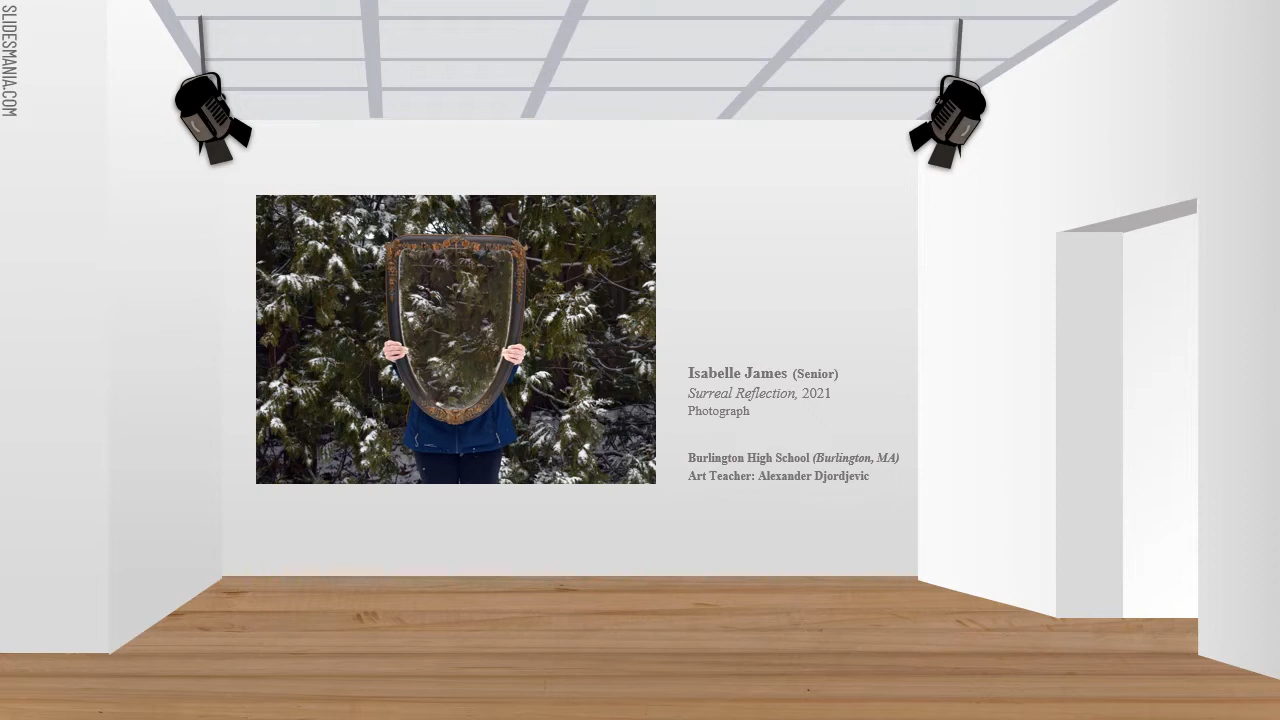 SLIDESMANIA.COM
Isabelle James (Senior)
Surreal Reflection, 2021
Photograph
Burlington High School (Burlington, MA)
Art Teacher: Alexander Djordjevic